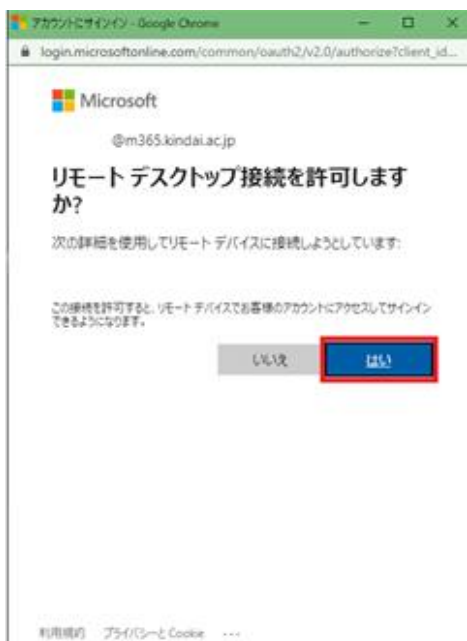 アカウントにサインイン - Google Chrome
login.microsoftonline.com/common/oauth2/v2.0/authorize?client_id...
Microsoft
@m365.kindai.ac.jp
リモート デスクトップ接続を許可します
か?
次の詳細を使用してリモート デバイスに接続しようとしています:
この接続を許可すると、リモート デバイスでお客様のアカウントにアクセスしてサインイン
できるようになります。
いいえ
はい
利用規約 プライバシーと Cookie ...